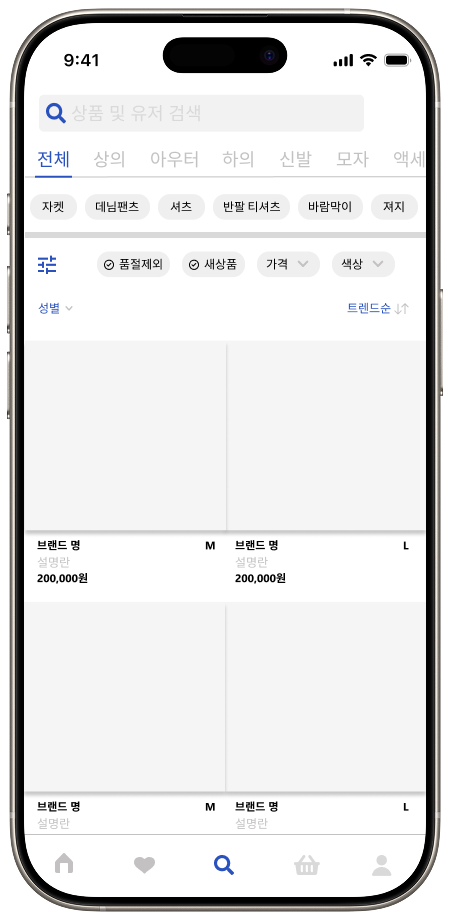 9:41
상품 및 유저 검색
전체 상의 아우터 하의 신발 모자 액세
자켓 데님팬츠 셔츠 반팔 티셔츠 바람막이 져지
품절제외 새상품 가격 색상
성별 트렌드순
브랜드 명 M 브랜드 명 L
설명란 설명란
200,000원 200,000원
브랜드 명 M 브랜드 명 L
설명란 설명란